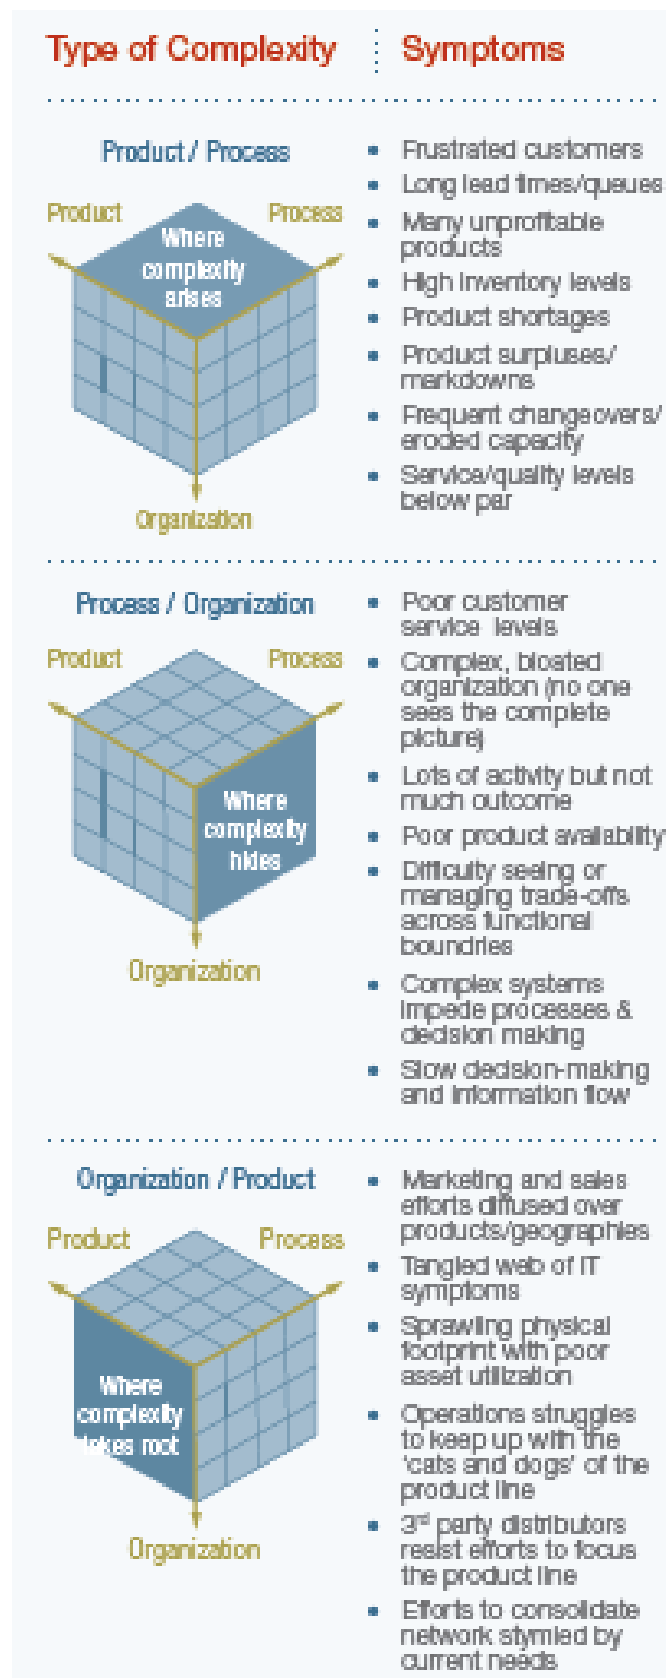 Type of Complexity
Symptoms
Product / Process
Product
Process
Where
complexity
arises
Organization
• Frustrated customers
• Long lead times/queues
• Many unprofitable
products
• High inventory levels
• Product shortages
• Product surpluses/
markdowns
• Frequent changeovers/
eroded capacity
• Service/quality levels
below par
Process / Organization
Product
Process
Where
complexity
hides
Organization
• Poor customer
service levels
• Complex, bloated
organization (no one
sees the complete
picture)
• Lots of activity but not
much outcome
• Poor product availability
• Difficulty seeing or
managing trade-offs
across functional
boundries
• Complex systems
impede processes &
decision making
• Slow decision-making
and information flow
Organization / Product
Product
Process
Where
complexity
takes root
Organization
• Marketing and sales
efforts diffused over
products/geographies
• Tangled web of IT
symptoms
• Sprawling physical
footprint with poor
asset utilization
• Operations struggles
to keep up with the
'cats and dogs' of the
product line
• 3rd party distributors
resist efforts to focus
the product line
• Efforts to consolidate
network stymied by
current needs